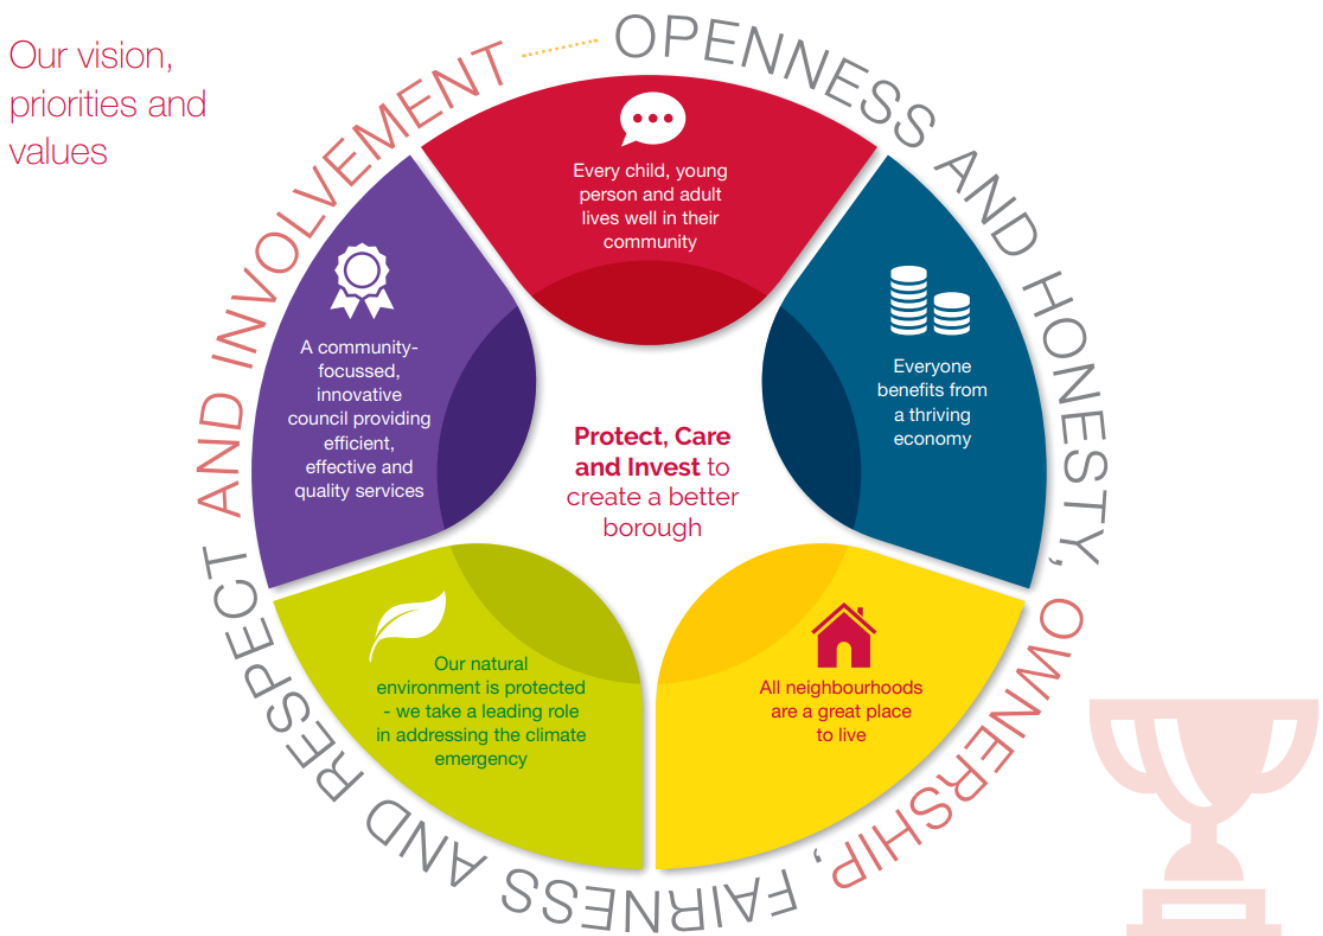 Our vision,
priorities and
values
OPENNESS AND HONESTY, OWNERSHIP, FAIRNESS AND RESPECT AND INVOLVEMENT
Every child, young
person and adult
lives well in their
community
Everyone
benefits from
a thriving
economy
All neighbourhoods
are a great place
to live
Our natural
environment is protected
- we take a leading role
in addressing the climate
emergency
A community-
focussed,
innovative
council providing
efficient,
effective and
quality services
Protect, Care
and Invest to
create a better
borough